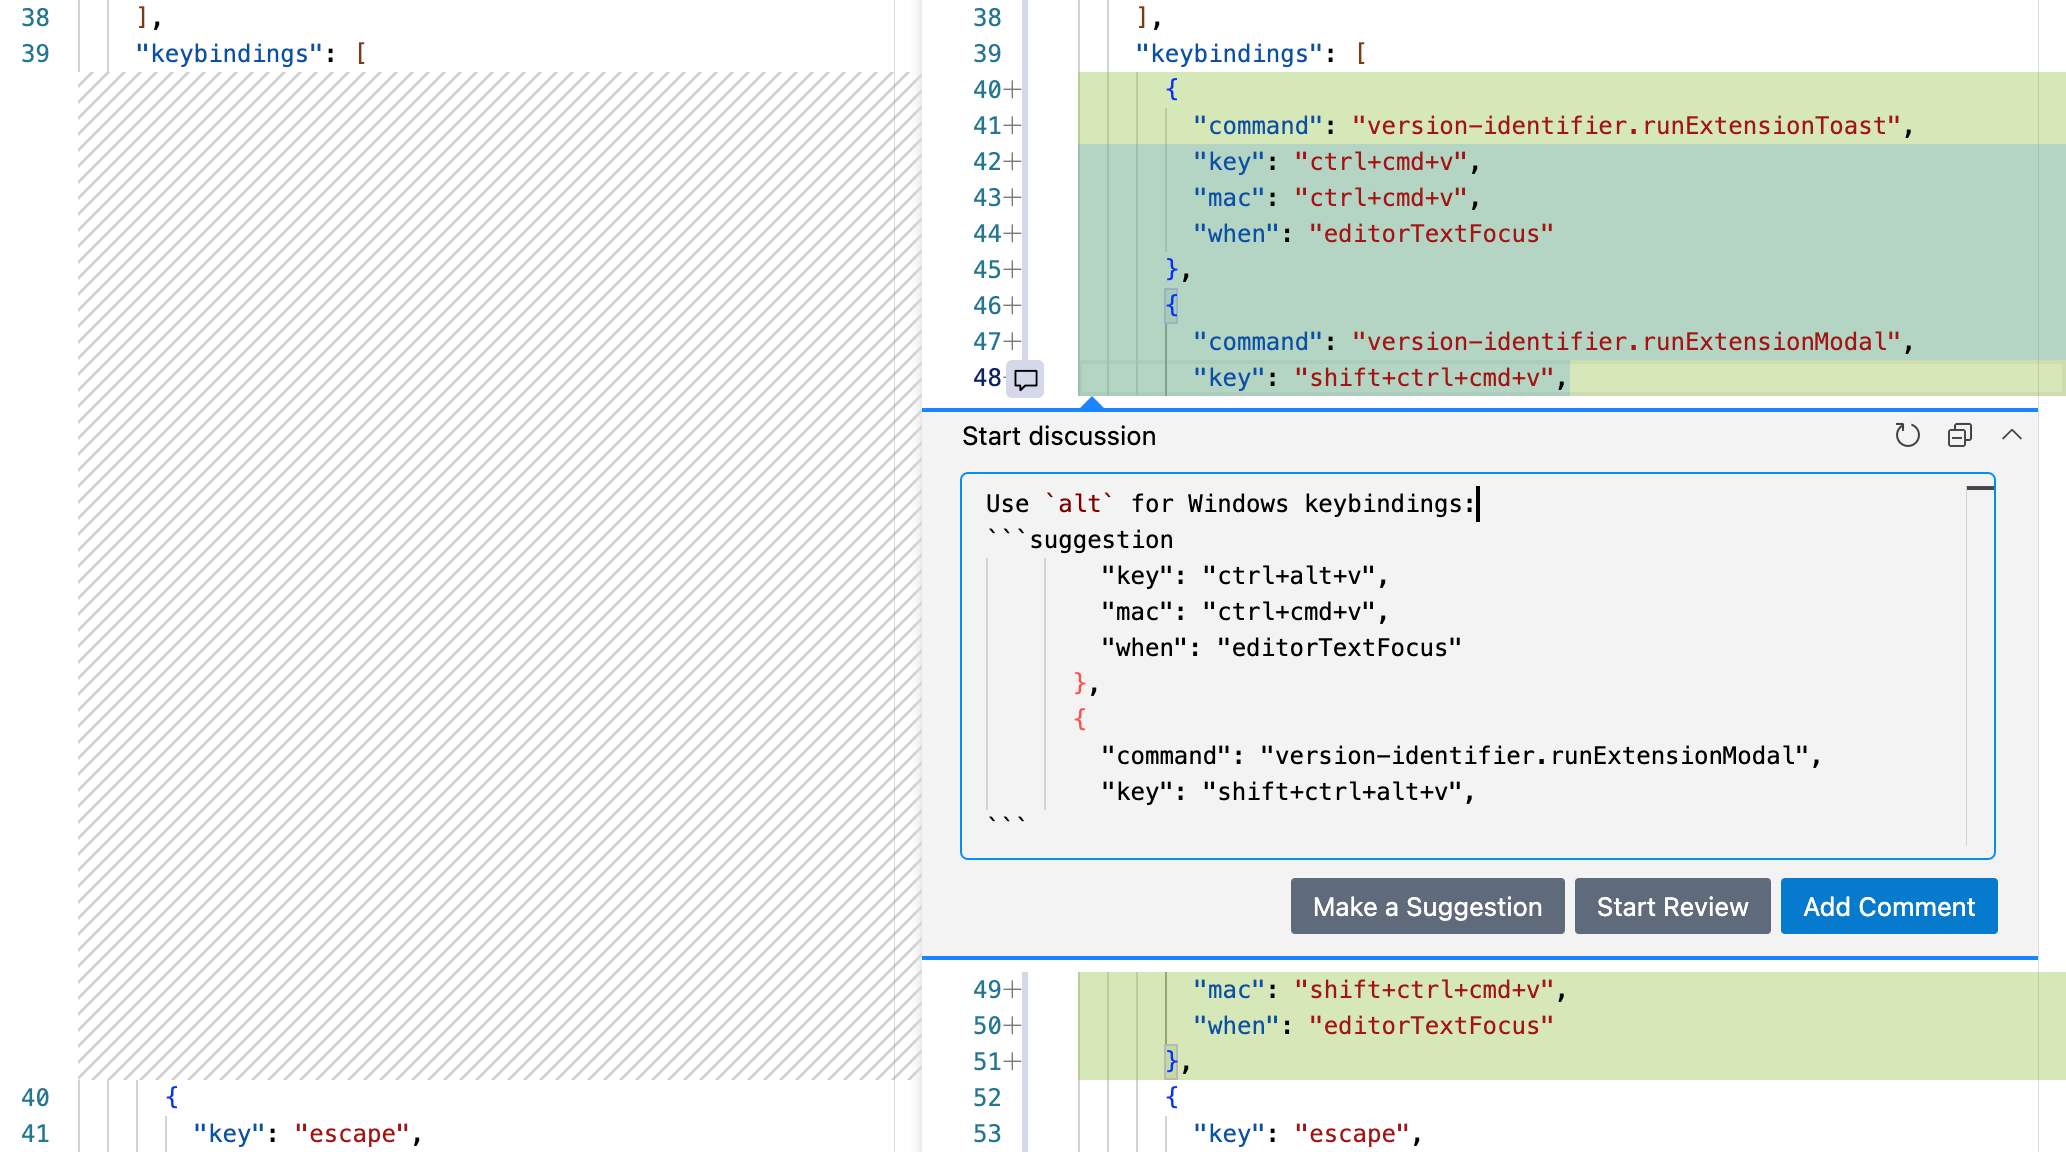 38 ],
39 "keybindings": [
40 {
41 "key": "escape",
38 ],
39 "keybindings": [
40+ {
41+ "command": "version-identifier.runExtensionToast",
42+ "key": "ctrl+cmd+v",
43+ "mac": "ctrl+cmd+v",
44+ "when": "editorTextFocus"
45+ },
46+ {
47+ "command": "version-identifier.runExtensionModal",
48 "key": "shift+ctrl+cmd+v",
Start discussion
Use `alt` for Windows keybindings:
```suggestion
"key": "ctrl+alt+v",
"mac": "ctrl+cmd+v",
"when": "editorTextFocus"
},
{
"command": "version-identifier.runExtensionModal",
"key": "shift+ctrl+alt+v",
```
Make a Suggestion Start Review Add Comment
49+ "mac": "shift+ctrl+cmd+v",
50+ "when": "editorTextFocus"
51+ },
52 {
53 "key": "escape",